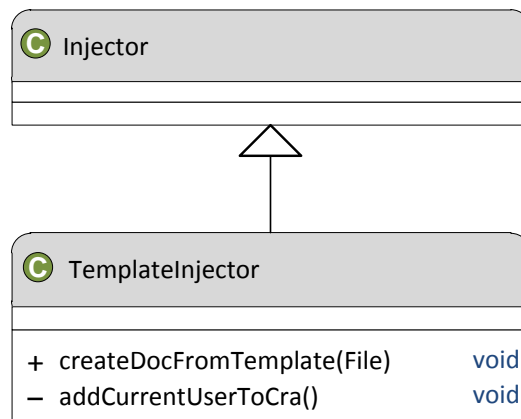 C Injector
C TemplateInjector
+ createDocFromTemplate(File) void
− addCurrentUserToCra() void